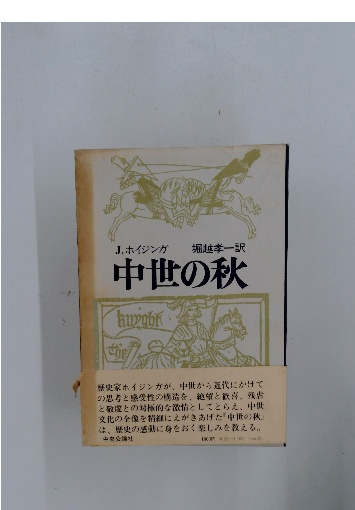 J.ホイジンガ　堀越孝一訳
中世の秋
knyght
the
歴史家ホイジンガが、中世から近代にかけて
の思考と感受性の構造を、絶望と歓喜、残虐
と敬虔との対極的な激情としてとらえ、中世
文化の全像を精細にえがきあげた「中世の秋」
は、歴史の感動に身をおく楽しみを教える。
中央公論社